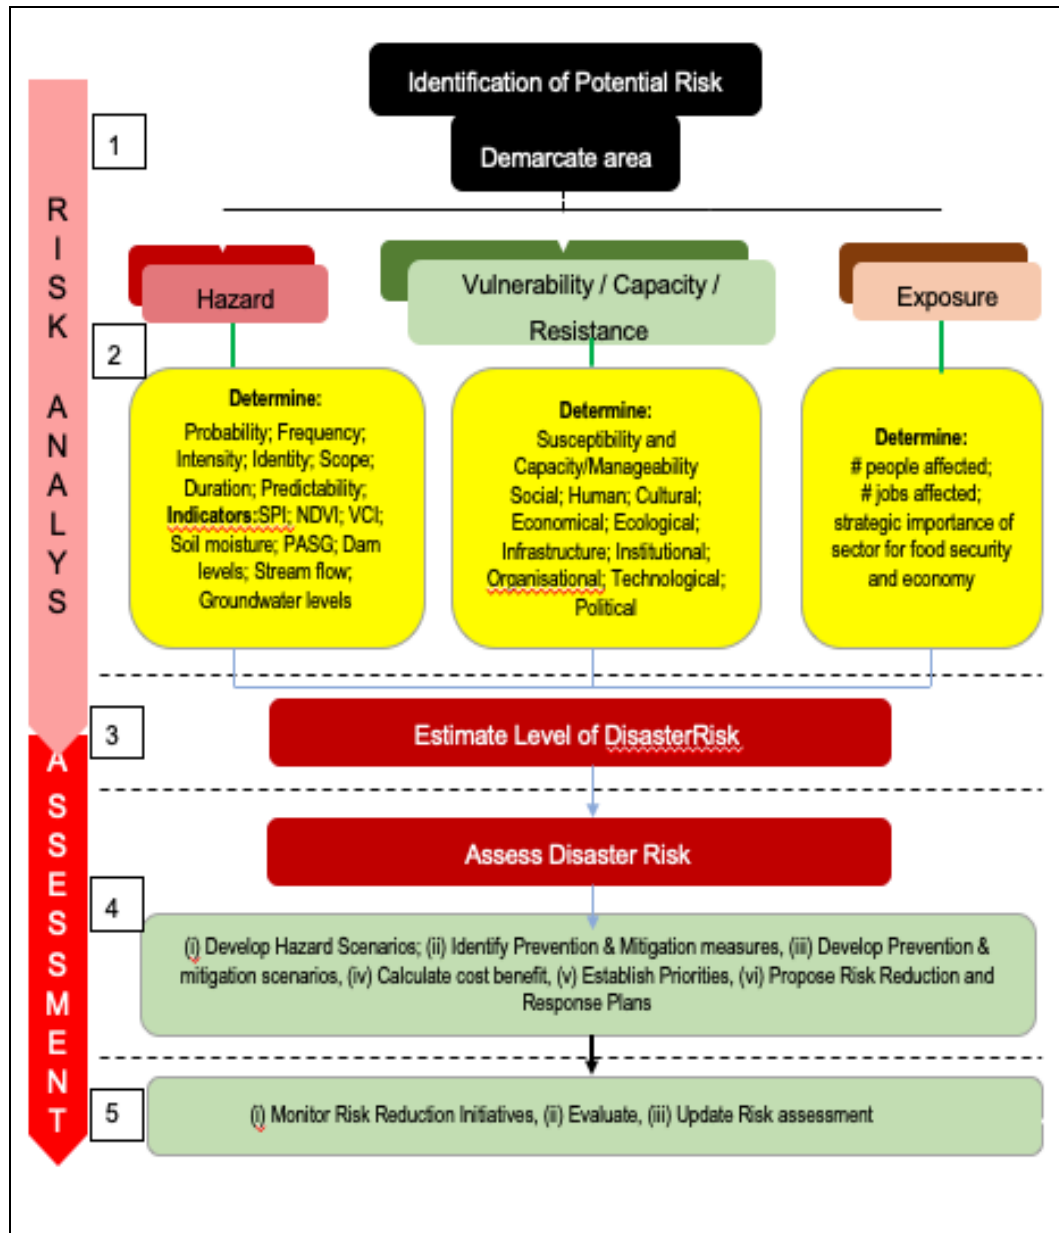 Identification of Potential Risk
1
Demarcate area
RISK ANALYS
Hazard
Vulnerability / Capacity /
Resistance
Exposure
2
Determine:
Probability; Frequency;
Intensity; Identity; Scope;
Duration; Predictability;
Indicators:SPI; NDVI; VCI;
Soil moisture; PASG; Dam
levels; Stream flow;
Groundwater levels
Determine:
Susceptibility and
Capacity/Manageability
Social; Human; Cultural;
Economical; Ecological;
Infrastructure; Institutional;
Organisational; Technological;
Political
Determine:
# people affected;
# jobs affected;
strategic importance of
sector for food security
and economy
3
Estimate Level of DisasterRisk
ASSESSMENT
Assess Disaster Risk
4
(i) Develop Hazard Scenarios; (ii) Identify Prevention & Mitigation measures, (iii) Develop Prevention &
mitigation scenarios, (iv) Calculate cost benefit, (v) Establish Priorities, (vi) Propose Risk Reduction and
Response Plans
5
(i) Monitor Risk Reduction Initiatives, (ii) Evaluate, (iii) Update Risk assessment